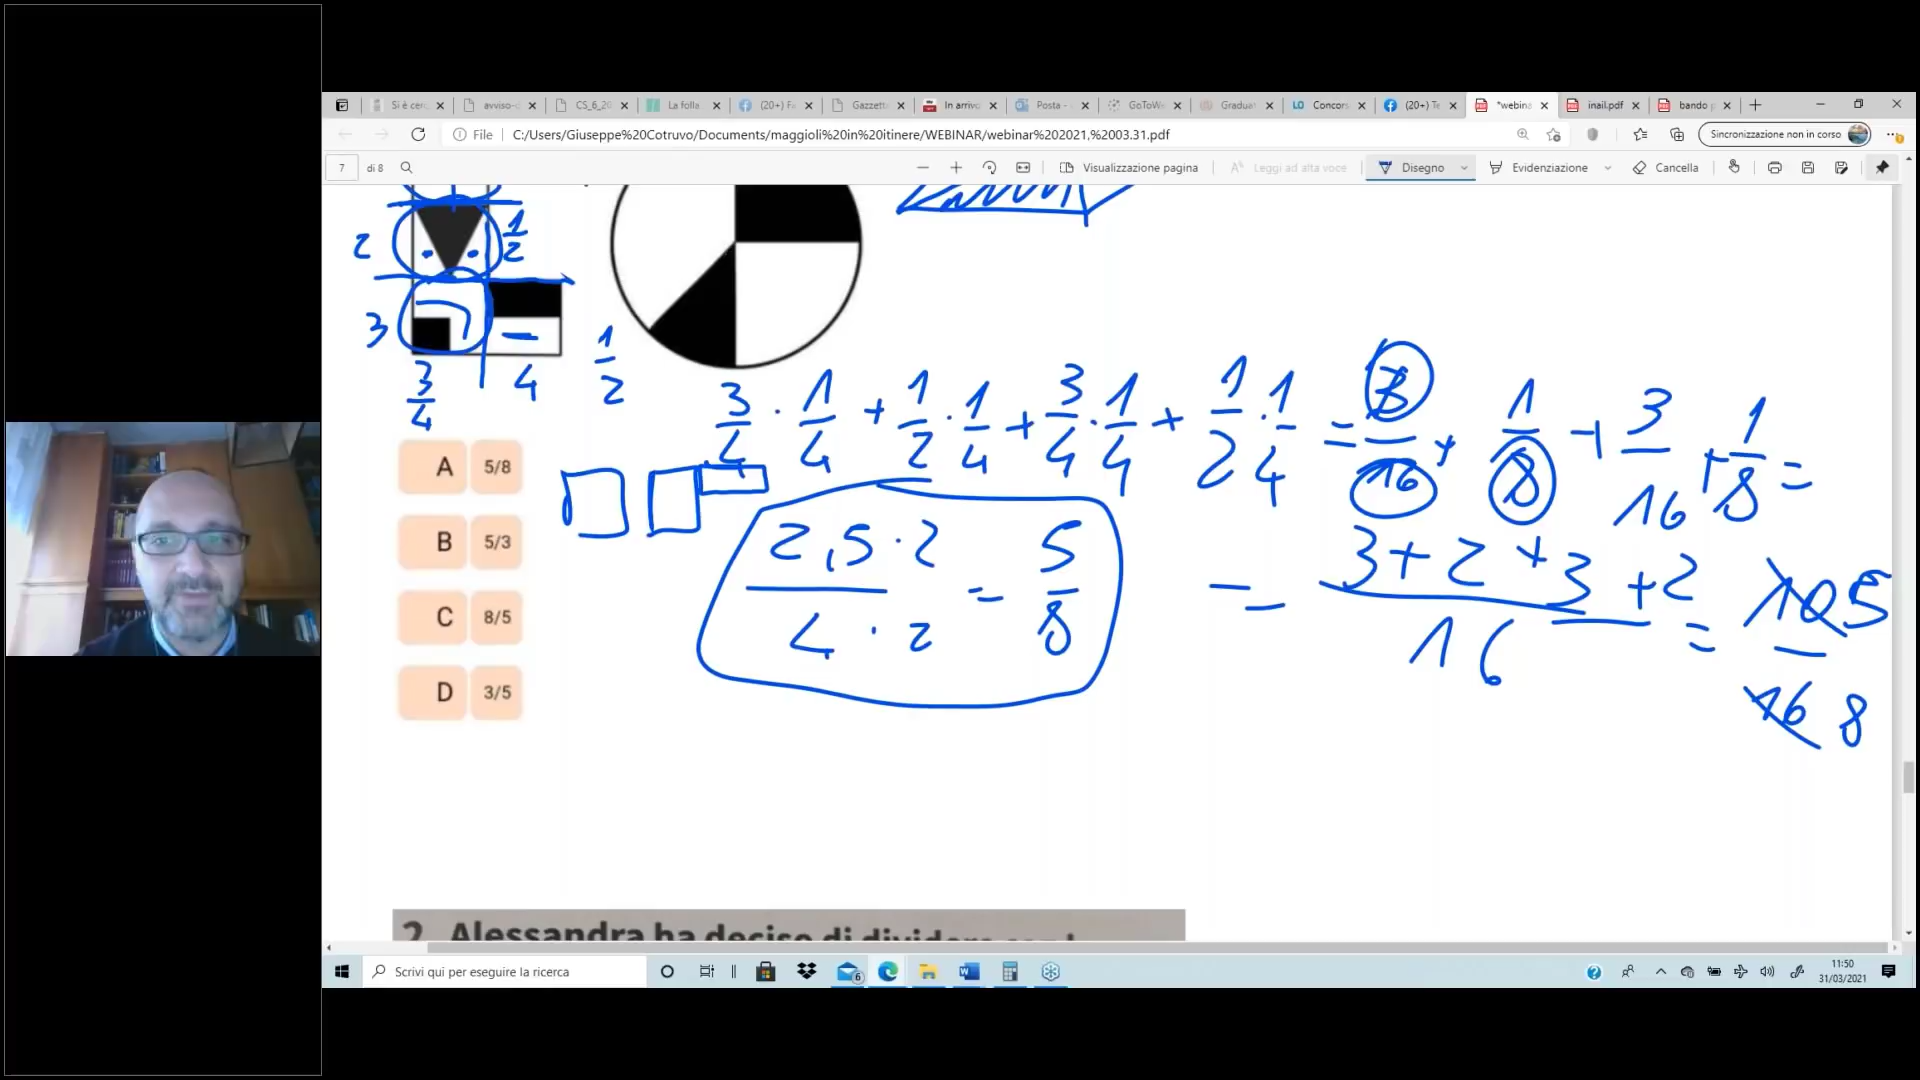 Si è cerc
avviso-
CS_6_20
La folla
(20+) F
Gazzett
In arrivo
Posta -
GoToWe
Graduat
LO Concors
(20+) Te
*webina
inail.pdf
bando p
File C:/Users/Giuseppe%20Cotruvo/Documents/maggioli%20in%20itinere/WEBINAR/webinar%202021,%2003.31.pdf
Sincronizzazione non in corso
7 di 8
Visualizzazione pagina
Leggi ad alta voce
Disegno
Evidenziazione
Cancella
2 1/2
3
3/4 4 1/2
3/4 · 1/4 + 1/2 · 1/4 + 3/4 · 1/4 + 1/2 · 1/4 = 3/16 + 1/8 + 3/16 + 1/8 =
A 5/8
B 5/3
C 8/5
D 3/5
2,5 · 2 / 4 · 2 = 5/8
= 3 + 2 + 3 + 2 / 16 = 10 5 / 16 8
2. Alessandra ha deciso di dividere
Scrivi qui per eseguire la ricerca
6
11:50
31/03/2021